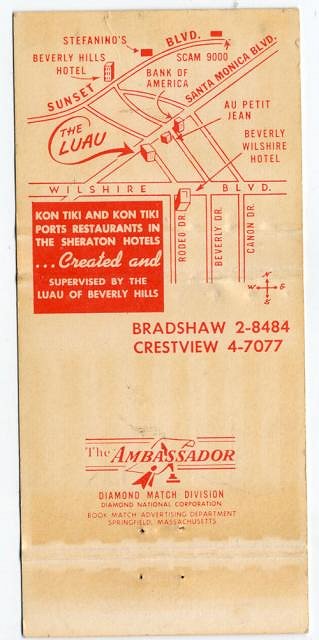 STEFANINO'S
BLVD.
SCAM 9000
BEVERLY HILLS
HOTEL
BANK OF
AMERICA
SANTA MONICA BLVD.
SUNSET
AU PETIT
JEAN
THE
LUAU
BEVERLY
WILSHIRE
HOTEL
WILSHIRE BLVD.
KON TIKI AND KON TIKI
PORTS RESTAURANTS IN
THE SHERATON HOTELS
...Created and
SUPERVISED BY THE
LUAU OF BEVERLY HILLS
RODEO DR.
BEVERLY DR.
CANON DR.
N
W E
S
BRADSHAW 2-8484
CRESTVIEW 4-7077
The AMBASSADOR
DIAMOND MATCH DIVISION
DIAMOND NATIONAL CORPORATION
BOOK MATCH ADVERTISING DEPARTMENT
SPRINGFIELD, MASSACHUSETTS